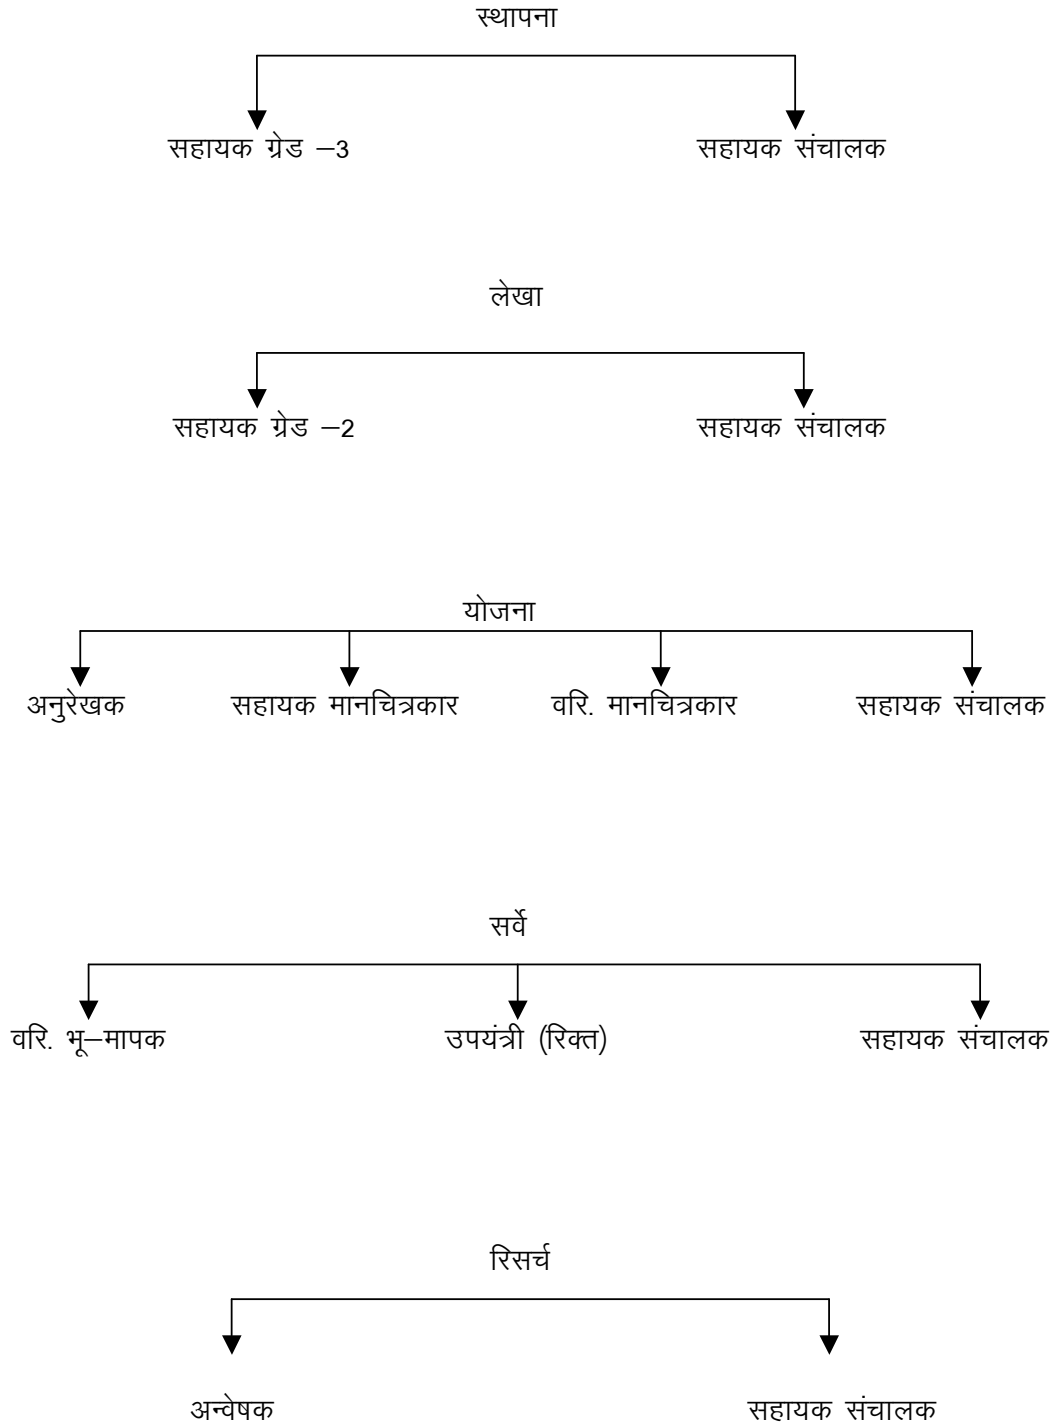 स्थापना
सहायक ग्रेड –3 सहायक संचालक
लेखा
सहायक ग्रेड –2 सहायक संचालक
योजना
अनुरेखक सहायक मानचित्रकार वरि. मानचित्रकार सहायक संचालक
सर्वे
वरि. भू–मापक उपयंत्री (रिक्त) सहायक संचालक
रिसर्च
अन्वेषक सहायक संचालक